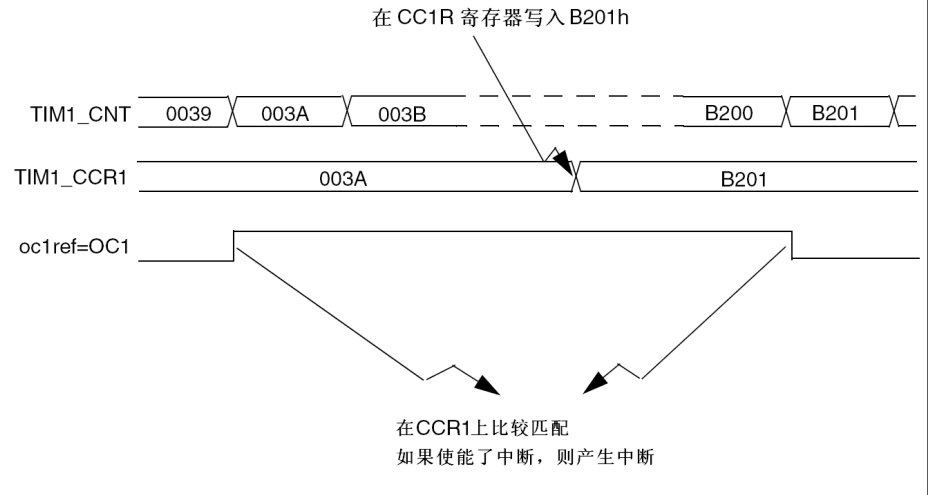 在 CC1R 寄存器写入 B201h
TIM1_CNT 0039 003A 003B B200 B201
TIM1_CCR1 003A B201
oc1ref=OC1
在CCR1上比较匹配
如果使能了中断，则产生中断